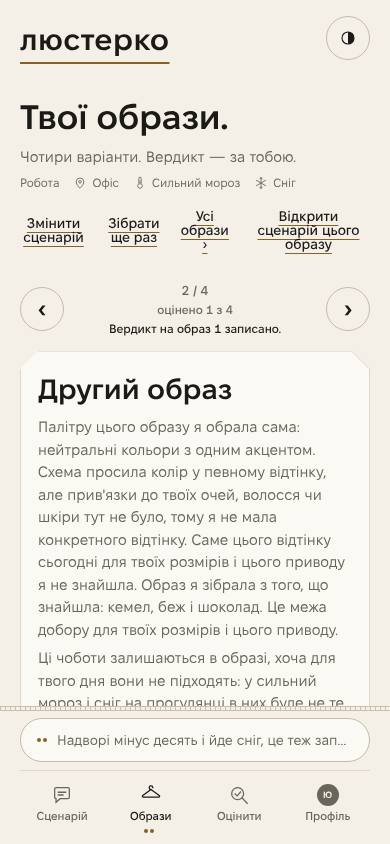 люстерко
Твої образи.
Чотири варіанти. Вердикт — за тобою.
Робота Офіс Сильний мороз Сніг
Змінити сценарій
Зібрати ще раз
Усі образи ›
Відкрити сценарій цього образу
‹
2 / 4
оцінено 1 з 4
Вердикт на образ 1 записано.
›
Другий образ
Палітру цього образу я обрала сама:
нейтральні кольори з одним акцентом.
Схема просила колір у певному відтінку,
але прив'язки до твоїх очей, волосся чи
шкіри тут не було, тому я не мала
конкретного відтінку. Саме цього відтінку
сьогодні для твоїх розмірів і цього приводу
я не знайшла. Образ я зібрала з того, що
знайшла: кемел, беж і шоколад. Це межа
добору для твоїх розмірів і цього приводу.
Ці чоботи залишаються в образі, хоча для
твого дня вони не підходять: у сильний
мороз і сніг на прогулянці в них буде не те
Надворі мінус десять і йде сніг, це теж зап...
Сценарій
Образи
Оцінити
Ю
Профіль